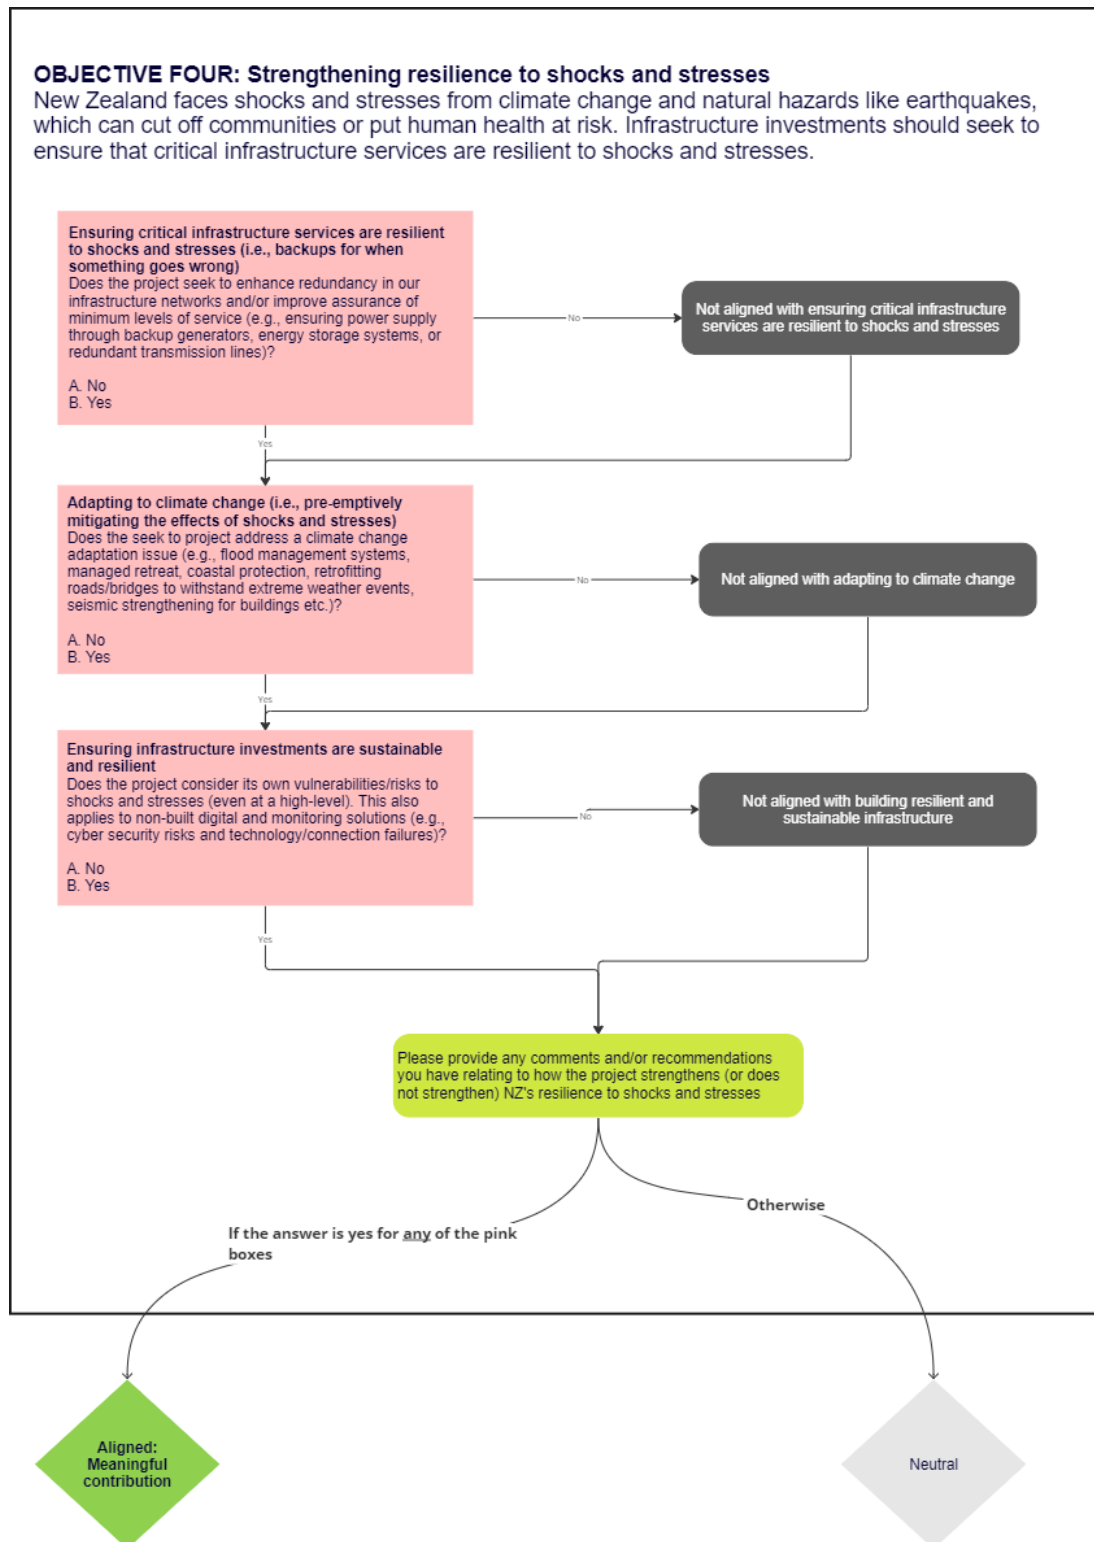 OBJECTIVE FOUR: Strengthening resilience to shocks and stresses
New Zealand faces shocks and stresses from climate change and natural hazards like earthquakes,
which can cut off communities or put human health at risk. Infrastructure investments should seek to
ensure that critical infrastructure services are resilient to shocks and stresses.
Ensuring critical infrastructure services are resilient
to shocks and stresses (i.e., backups for when
something goes wrong)
Does the project seek to enhance redundancy in our
infrastructure networks and/or improve assurance of
minimum levels of service (e.g., ensuring power supply
through backup generators, energy storage systems, or
redundant transmission lines)?
A. No
B. Yes
No
Not aligned with ensuring critical infrastructure
services are resilient to shocks and stresses
Yes
Adapting to climate change (i.e., pre-emptively
mitigating the effects of shocks and stresses)
Does the seek to project address a climate change
adaptation issue (e.g., flood management systems,
managed retreat, coastal protection, retrofitting
roads/bridges to withstand extreme weather events,
seismic strengthening for buildings etc.)?
A. No
B. Yes
No
Not aligned with adapting to climate change
Yes
Ensuring infrastructure investments are sustainable
and resilient
Does the project consider its own vulnerabilities/risks to
shocks and stresses (even at a high-level). This also
applies to non-built digital and monitoring solutions (e.g.,
cyber security risks and technology/connection failures)?
A. No
B. Yes
No
Not aligned with building resilient and
sustainable infrastructure
Yes
Please provide any comments and/or recommendations
you have relating to how the project strengthens (or does
not strengthen) NZ's resilience to shocks and stresses
Otherwise
If the answer is yes for any of the pink
boxes
Aligned:
Meaningful
contribution
Neutral